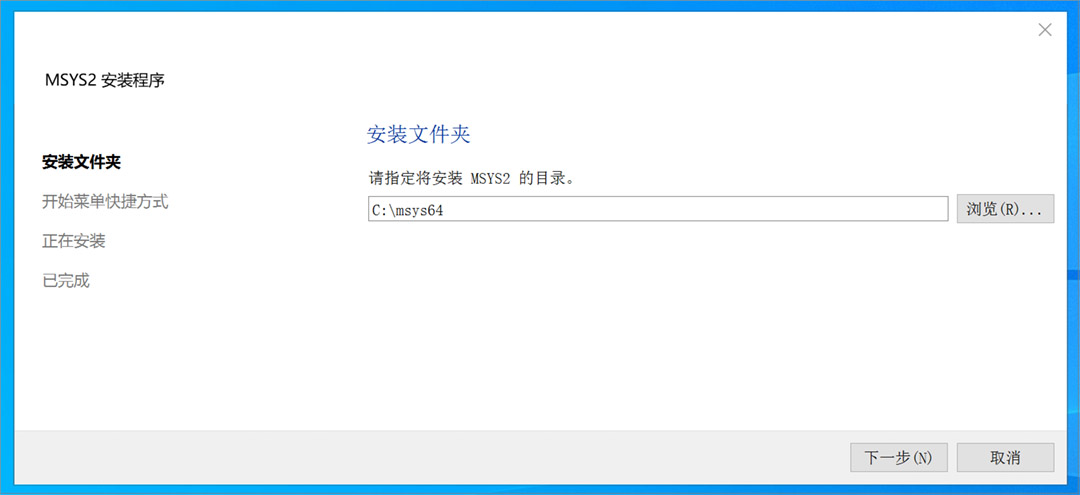 MSYS2 安装程序
安装文件夹
开始菜单快捷方式
正在安装
已完成
安装文件夹
请指定将安装 MSYS2 的目录。
C:\msys64
浏览(R)...
下一步(N)
取消